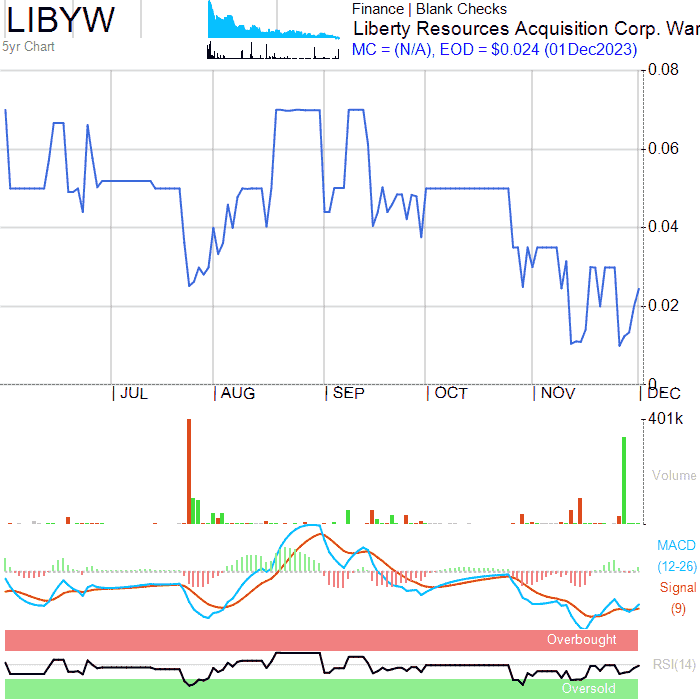 LIBYW
5yr Chart
Finance | Blank Checks
Liberty Resources Acquisition Corp. War
MC = (N/A), EOD = $0.024 (01Dec2023)
0.08
0.06
0.04
0.02
0
JUL AUG SEP OCT NOV DEC
401k
Volume
MACD
(12-26)
Signal
(9)
Overbought
RSI(14)
Oversold